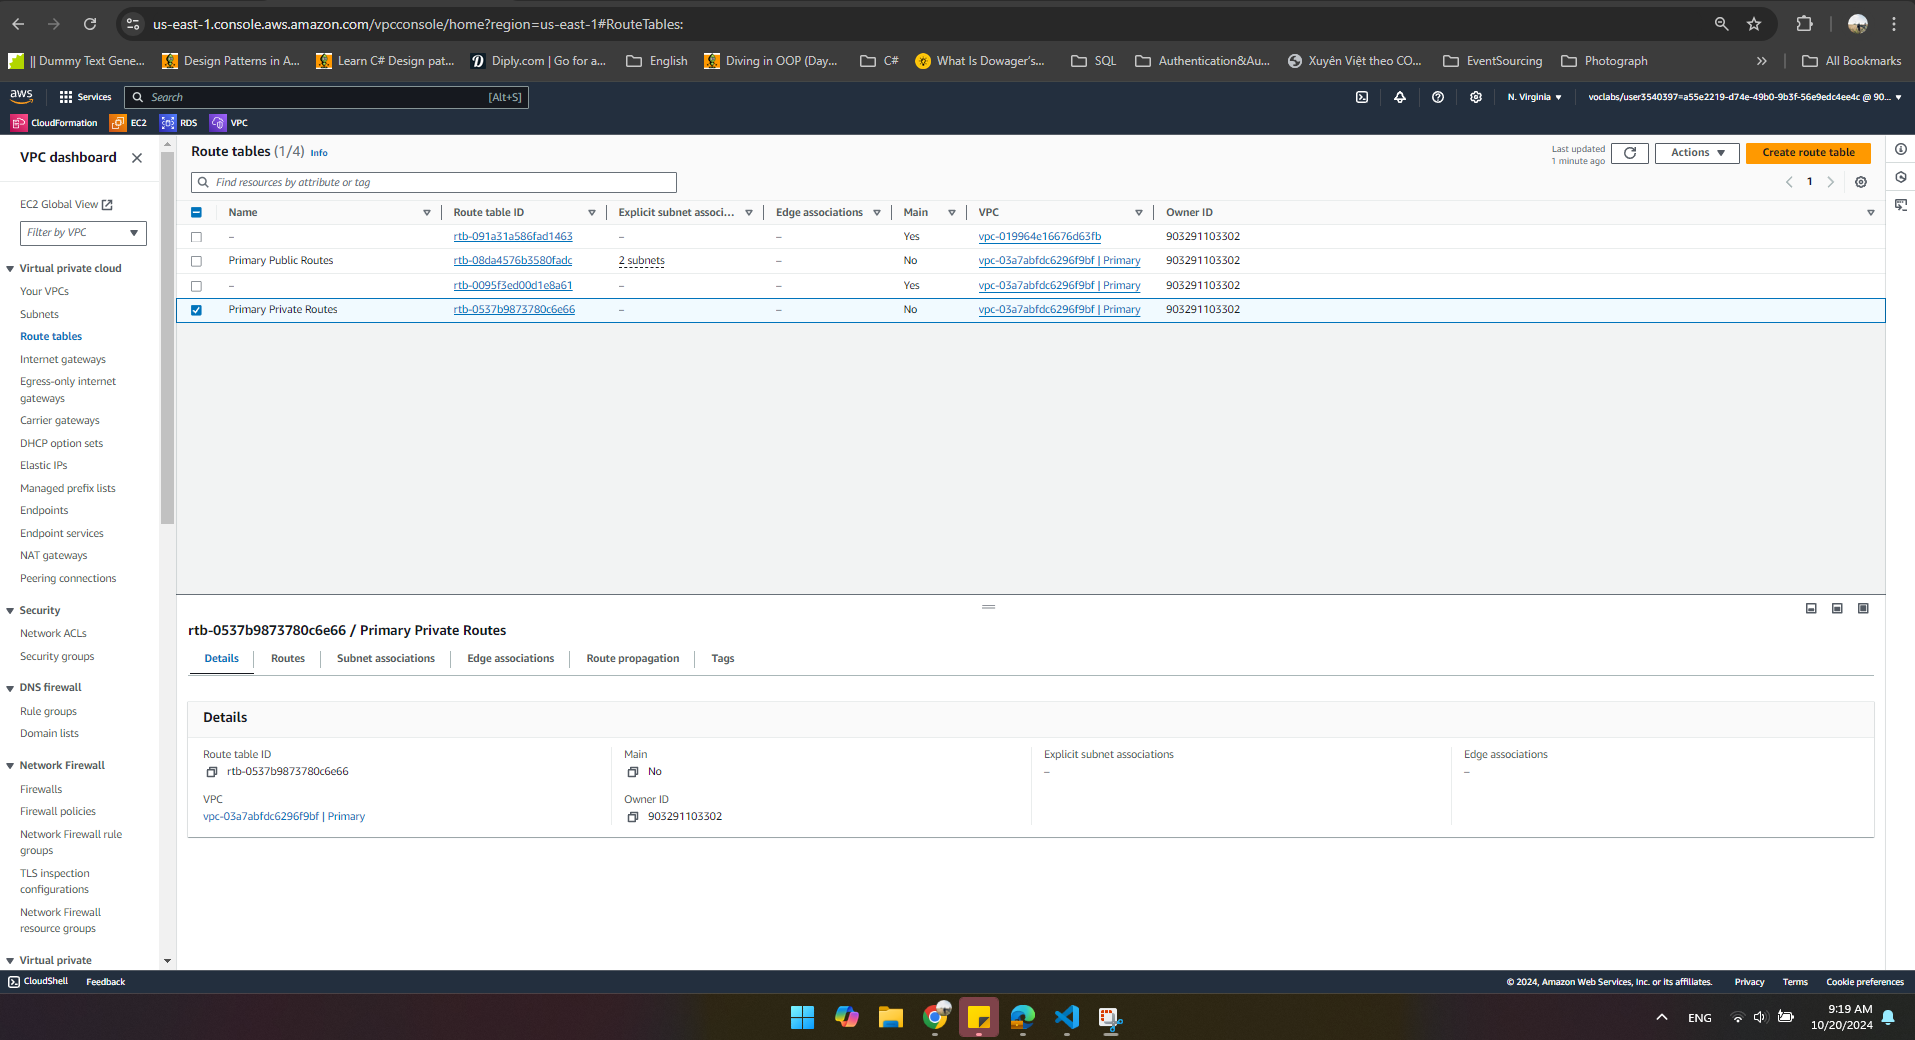 us-east-1.console.aws.amazon.com/vpcconsole/home?region=us-east-1#RouteTables:
|| Dummy Text Gene... Design Patterns in A... Learn C# Design pat... Diply.com | Go for a... English Diving in OOP (Day... C# What Is Dowager's... SQL Authentication&Au... Xuyên Việt theo CO... EventSourcing Photograph » All Bookmarks
aws Services Search [Alt+S] N. Virginia voclabs/user3540397=a55e2219-d74e-49b0-9b3f-56e9edc4ee4c @ 90...
CloudFormation EC2 RDS VPC
VPC dashboard
EC2 Global View
Filter by VPC
Virtual private cloud
Your VPCs
Subnets
Route tables
Internet gateways
Egress-only internet
gateways
Carrier gateways
DHCP option sets
Elastic IPs
Managed prefix lists
Endpoints
Endpoint services
NAT gateways
Peering connections
Security
Network ACLs
Security groups
DNS firewall
Rule groups
Domain lists
Network Firewall
Firewalls
Firewall policies
Network Firewall rule
groups
TLS inspection
configurations
Network Firewall
resource groups
Virtual private
Route tables (1/4) Info
Last updated
1 minute ago
Actions
Create route table
Find resources by attribute or tag
1
Name Route table ID Explicit subnet associ... Edge associations Main VPC Owner ID
– rtb-091a31a586fad1463 – – Yes vpc-019964e16676d63fb 903291103302
Primary Public Routes rtb-08da4576b3580fadc 2 subnets – No vpc-03a7abfdc6296f9bf | Primary 903291103302
– rtb-0095f3ed00d1e8a61 – – Yes vpc-03a7abfdc6296f9bf | Primary 903291103302
Primary Private Routes rtb-0537b9873780c6e66 – – No vpc-03a7abfdc6296f9bf | Primary 903291103302
rtb-0537b9873780c6e66 / Primary Private Routes
Details Routes Subnet associations Edge associations Route propagation Tags
Details
Route table ID
rtb-0537b9873780c6e66
VPC
vpc-03a7abfdc6296f9bf | Primary
Main
No
Owner ID
903291103302
Explicit subnet associations
–
Edge associations
–
CloudShell Feedback © 2024, Amazon Web Services, Inc. or its affiliates. Privacy Terms Cookie preferences
ENG
9:19 AM
10/20/2024